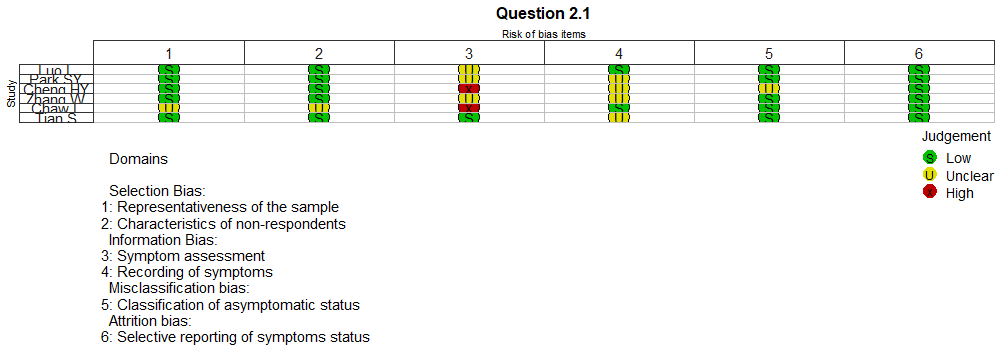 Question 2.1
Risk of bias items
1 2 3 4 5 6
Study
Luo L S S U S S S
Park SY S S U U S S
Cheng HY S S x U U S
Zhang W S S U U S S
Chaw L U U x S S S
Tian S S S S U S S
Judgement
S Low
U Unclear
x High
Domains
Selection Bias:
1: Representativeness of the sample
2: Characteristics of non-respondents
Information Bias:
3: Symptom assessment
4: Recording of symptoms
Misclassification bias:
5: Classification of asymptomatic status
Attrition bias:
6: Selective reporting of symptoms status